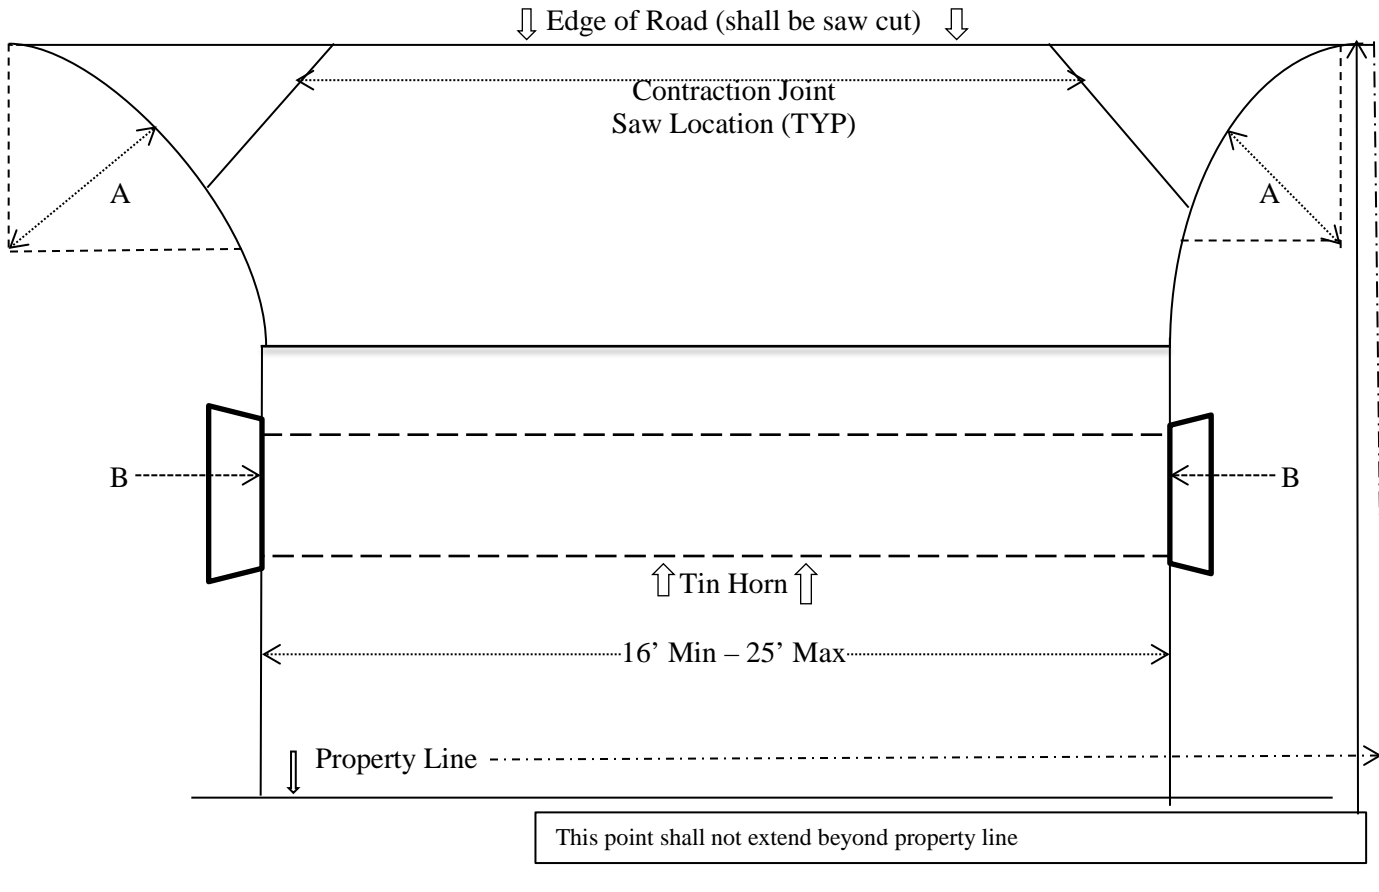 Edge of Road (shall be saw cut)
Contraction Joint
Saw Location (TYP)
A
A
B
B
Tin Horn
16’ Min – 25’ Max
Property Line
This point shall not extend beyond property line